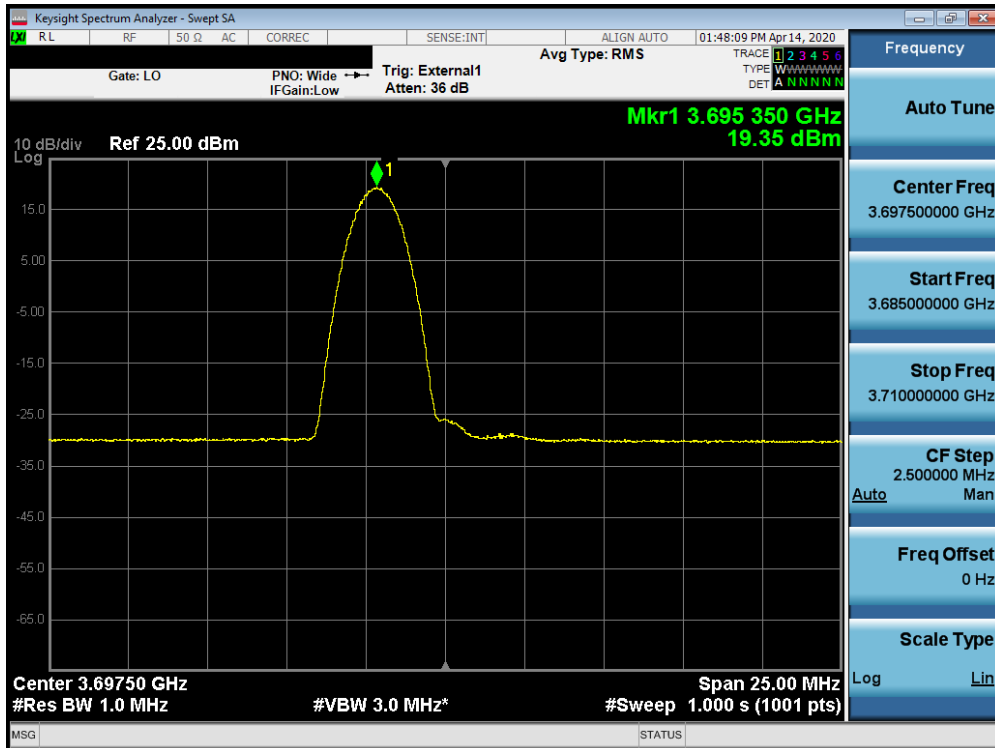 Keysight Spectrum Analyzer - Swept SA
LXI RL RF 50 Ω AC CORREC SENSE:INT ALIGN AUTO 01:48:09 PM Apr 14, 2020
Frequency
Avg Type: RMS TRACE 1 2 3 4 5 6
Gate: LO PNO: Wide Trig: External1 TYPE WWWWWW
IFGain:Low Atten: 36 dB DET A N N N N N
Auto Tune
Mkr1 3.695 350 GHz
10 dB/div Ref 25.00 dBm 19.35 dBm
Log
1
Center Freq
3.697500000 GHz
15.0
5.00
Start Freq
3.685000000 GHz
-5.00
-15.0
Stop Freq
3.710000000 GHz
-25.0
CF Step
2.500000 MHz
Auto Man
-35.0
-45.0
Freq Offset
0 Hz
-55.0
-65.0
Scale Type
Log Lin
Center 3.69750 GHz Span 25.00 MHz
#Res BW 1.0 MHz #VBW 3.0 MHz* #Sweep 1.000 s (1001 pts)
MSG STATUS